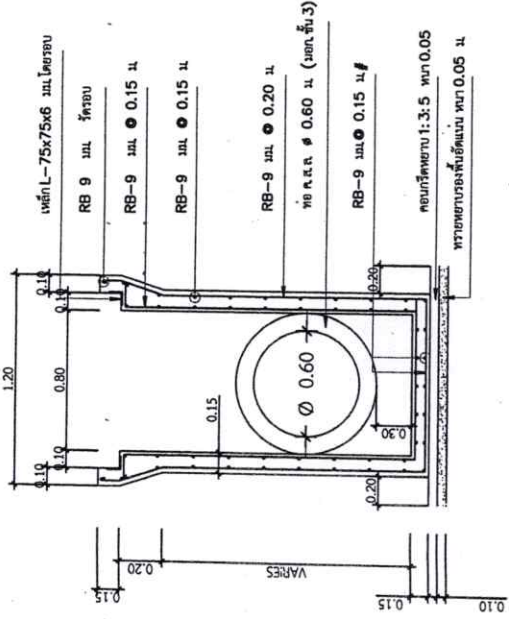 เหล็ก L-75x75x6 มม. โดยรอบ
RB 9 มม. รัดรอบ
RB-9 มม. @ 0.15 ม.
RB-9 มม. @ 0.15 ม.
RB-9 มม. @ 0.20 ม.
ท่อ ค.ส.ล. ø 0.60 ม. (มอก. ชั้น 3)
RB-9 มม. @ 0.15 ม.#
คอนกรีตหยาบ 1:3:5 หนา 0.05
ทรายหยาบรองพื้นอัดแน่น หนา 0.05 ม.
1.20
0.10
0.10
0.80
0.10
0.10
0.15
Ø 0.60
0.30
0.20
0.20
0.15
0.20
VARIES
0.15
0.10